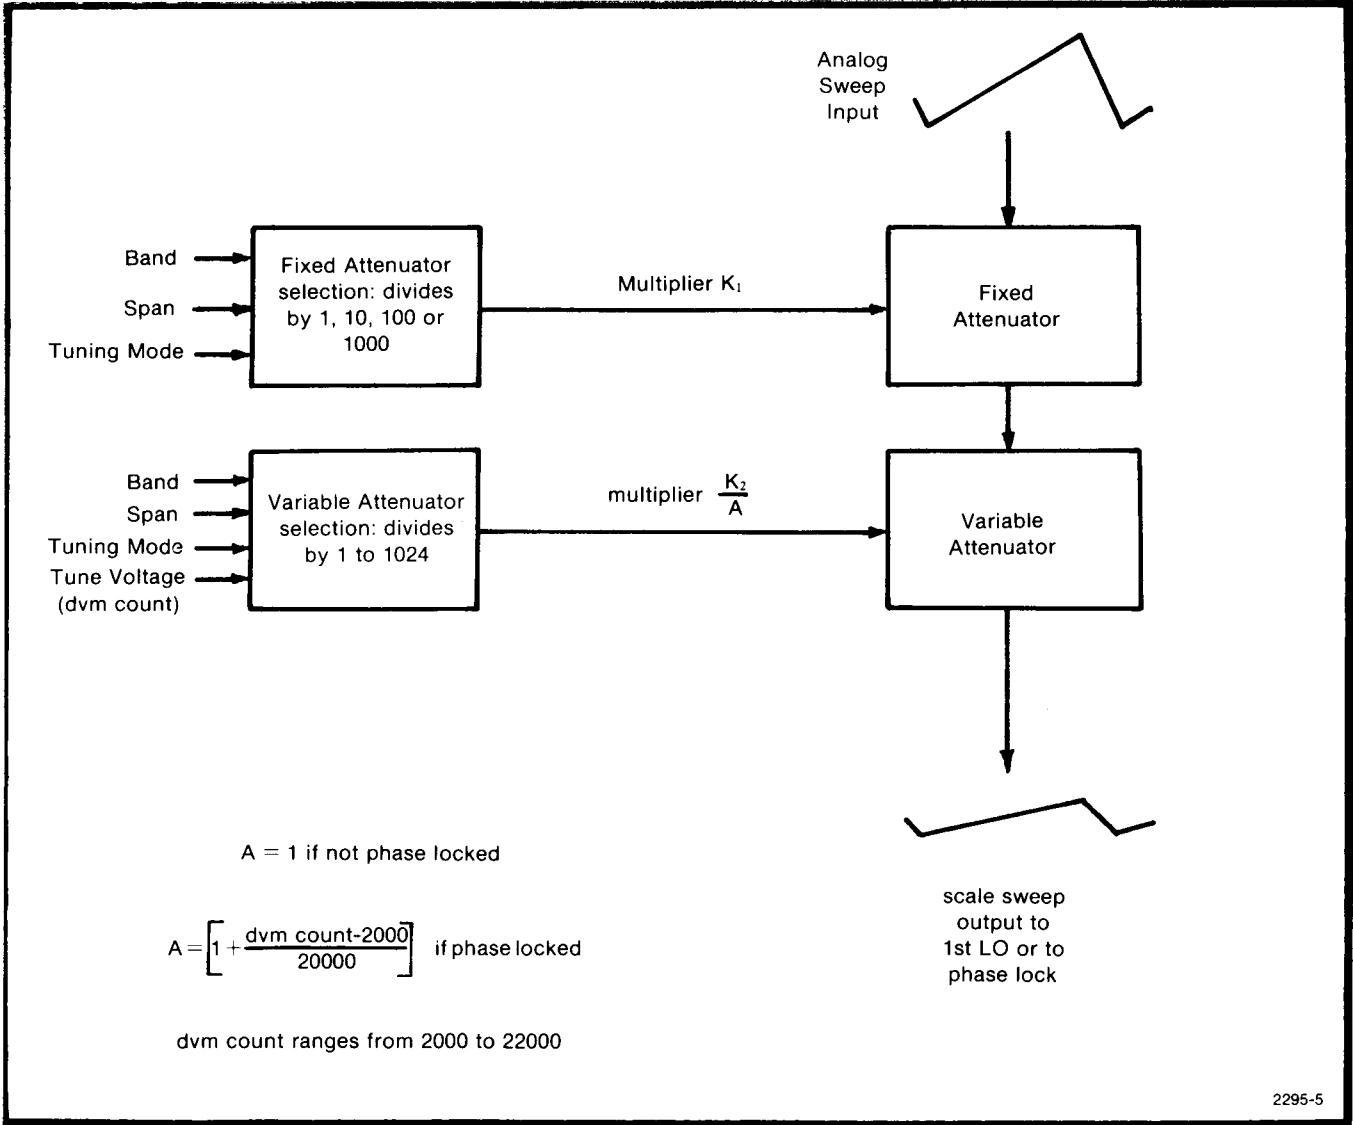 Analog
Sweep
Input
Band
Span
Tuning Mode
Fixed Attenuator
selection: divides
by 1, 10, 100 or
1000
Multiplier K₁
Fixed
Attenuator
Band
Span
Tuning Mode
Tune Voltage
(dvm count)
Variable Attenuator
selection: divides
by 1 to 1024
multiplier K₂/A
Variable
Attenuator
A = 1 if not phase locked
A = [1 + dvm count-2000/20000] if phase locked
dvm count ranges from 2000 to 22000
scale sweep
output to
1st LO or to
phase lock
2295-5